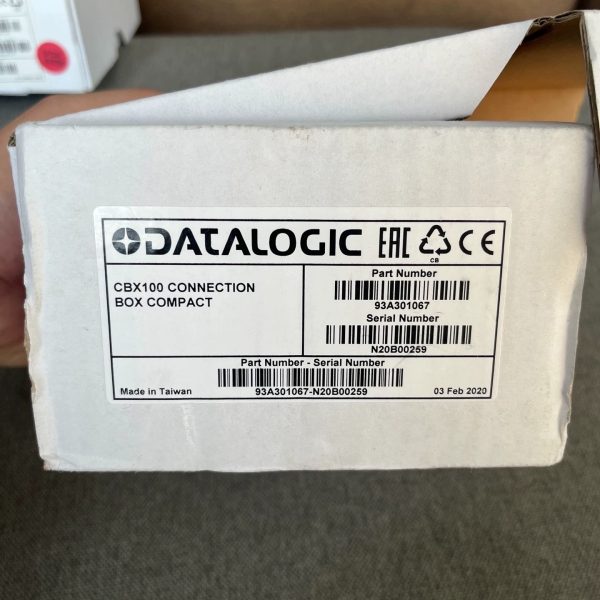 DATALOGIC EAC CE
CB
CBX100 CONNECTION
BOX COMPACT
Part Number
93A301067
Serial Number
N20B00259
Part Number - Serial Number
93A301067-N20B00259
Made in Taiwan
03 Feb 2020